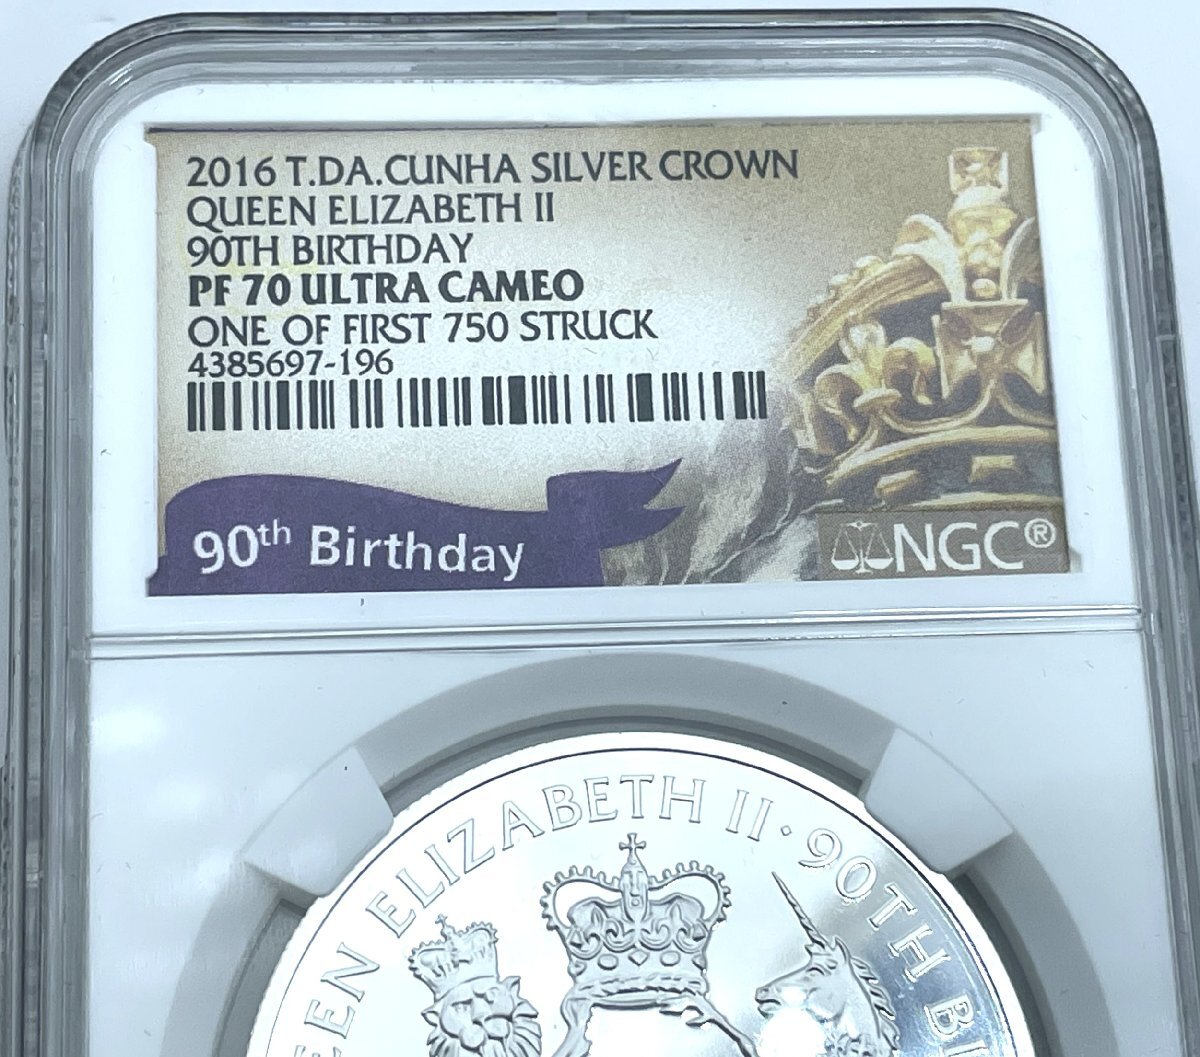 2016 T.DA.CUNHA SILVER CROWN
QUEEN ELIZABETH II
90TH BIRTHDAY
PF 70 ULTRA CAMEO
ONE OF FIRST 750 STRUCK
4385697-196
90th Birthday
NGC®
ELIZABETH II · 90TH